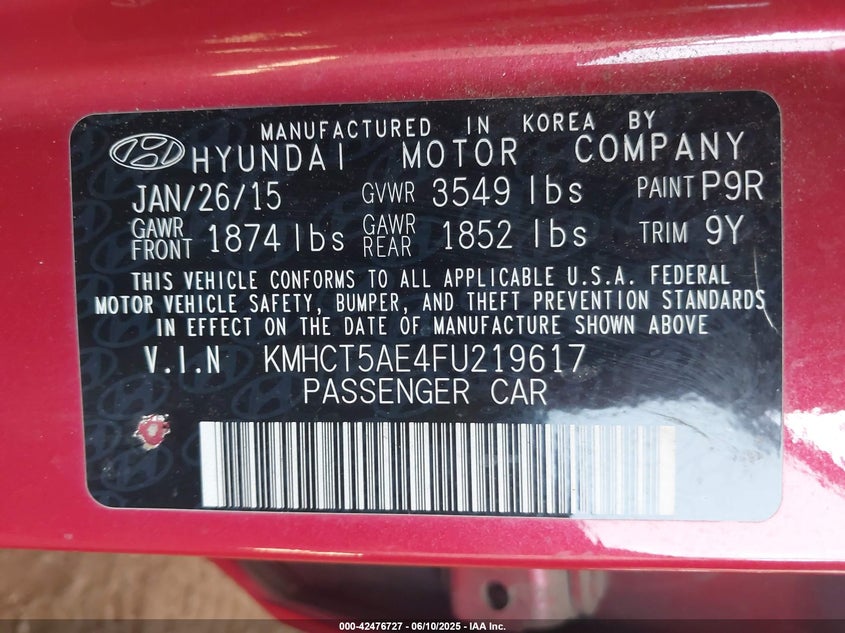 MANUFACTURED IN KOREA BY
HYUNDAI MOTOR COMPANY
JAN/26/15 GVWR 3549 lbs PAINT P9R
GAWR FRONT 1874 lbs GAWR REAR 1852 lbs TRIM 9Y
THIS VEHICLE CONFORMS TO ALL APPLICABLE U.S.A. FEDERAL
MOTOR VEHICLE SAFETY, BUMPER, AND THEFT PREVENTION STANDARDS
IN EFFECT ON THE DATE OF MANUFACTURE SHOWN ABOVE
V.I.N KMHCT5AE4FU219617
PASSENGER CAR
000-42476727 - 06/10/2025 - IAA Inc.